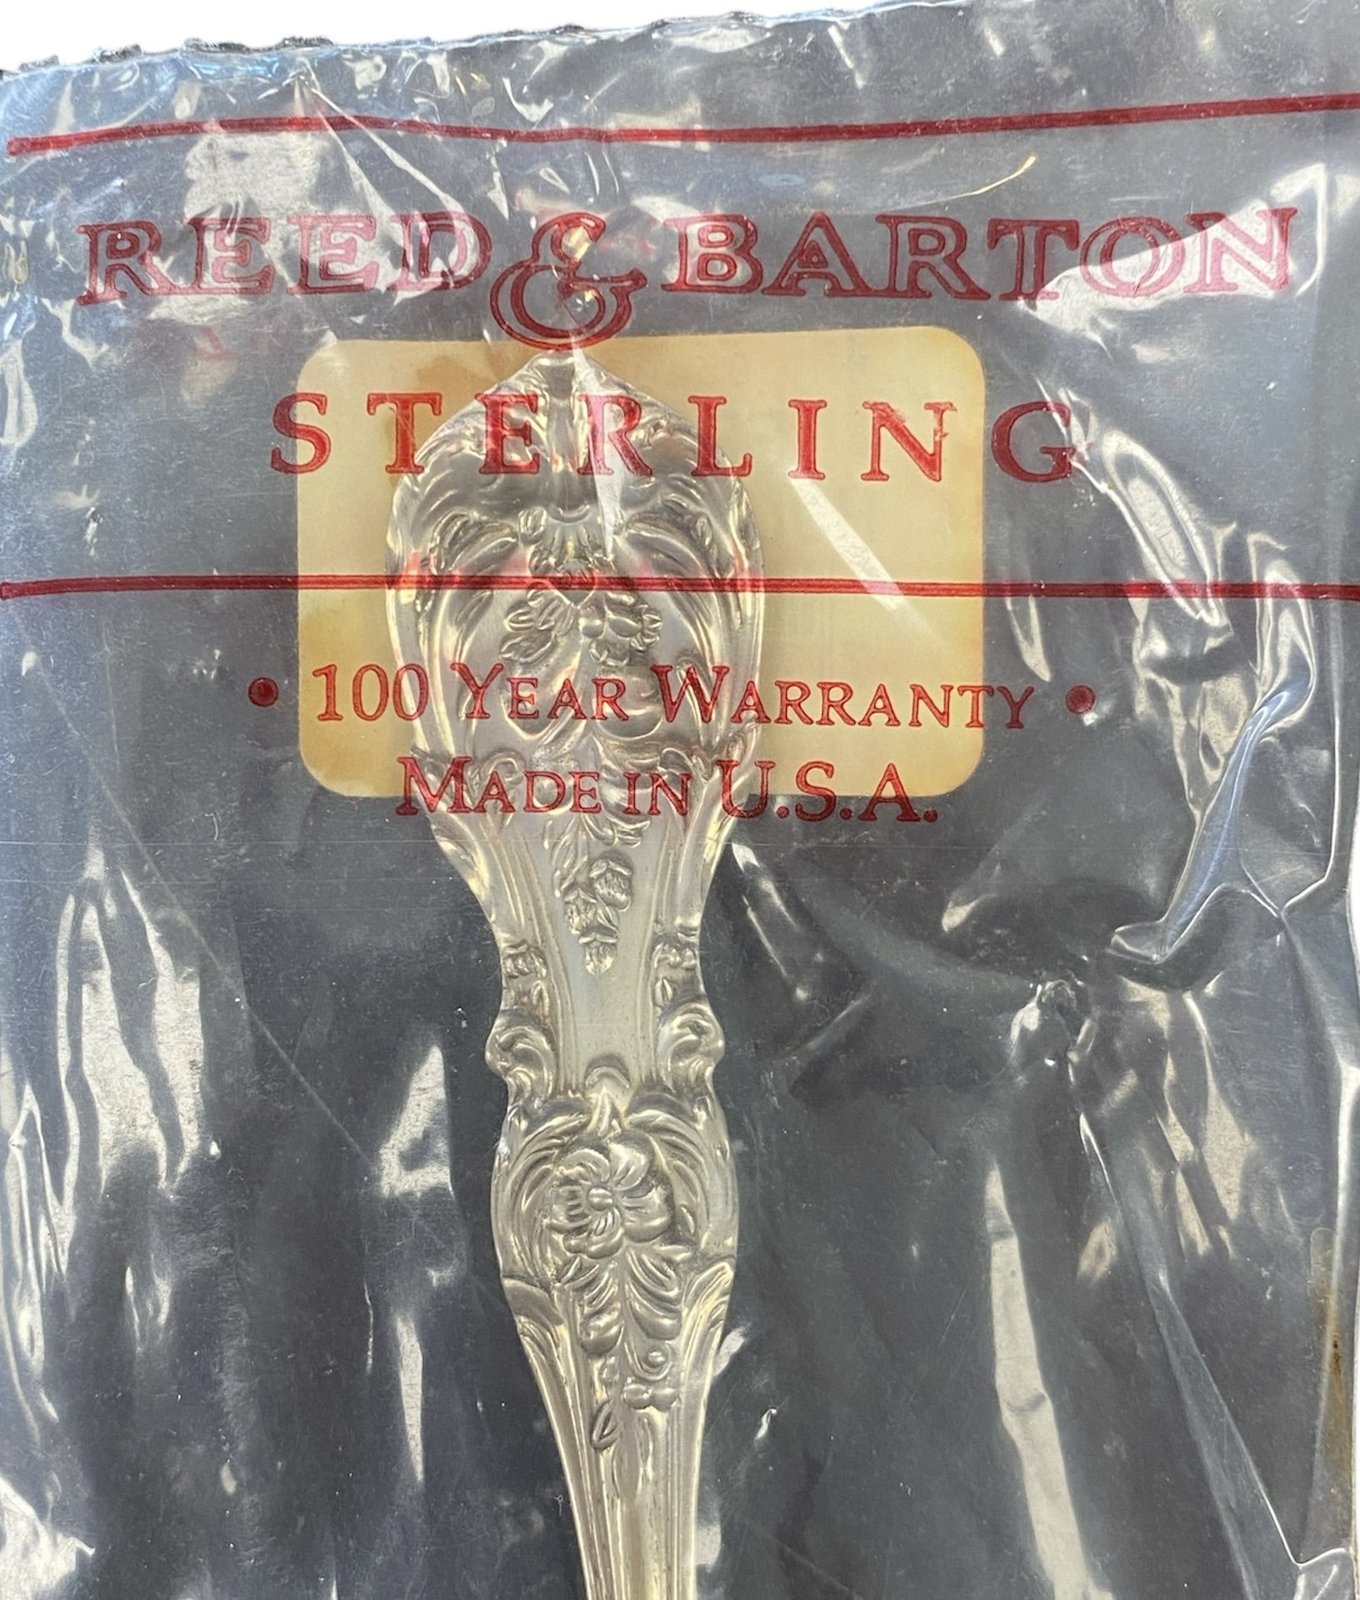 REED & BARTON
STERLING
• 100 YEAR WARRANTY •
MADE IN U.S.A.